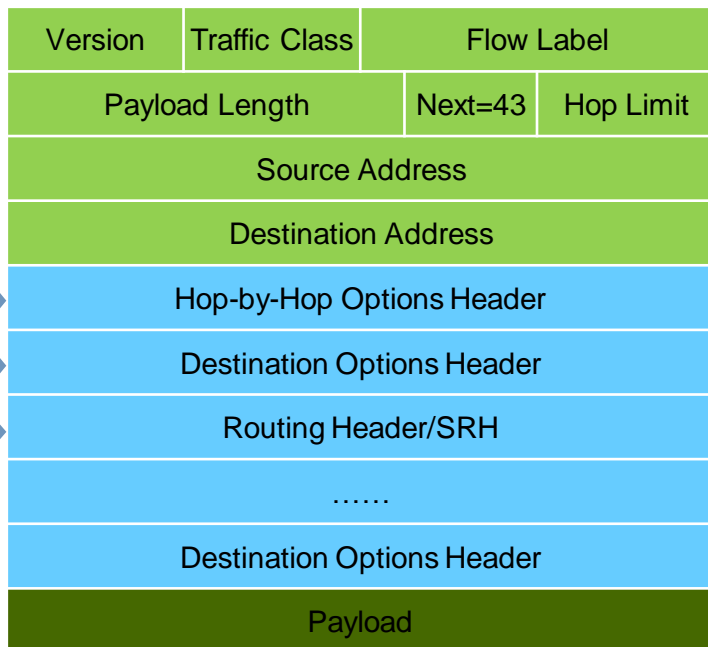 Version Traffic Class Flow Label
Payload Length Next=43 Hop Limit
Source Address
Destination Address
Hop-by-Hop Options Header
Destination Options Header
Routing Header/SRH
……
Destination Options Header
Payload